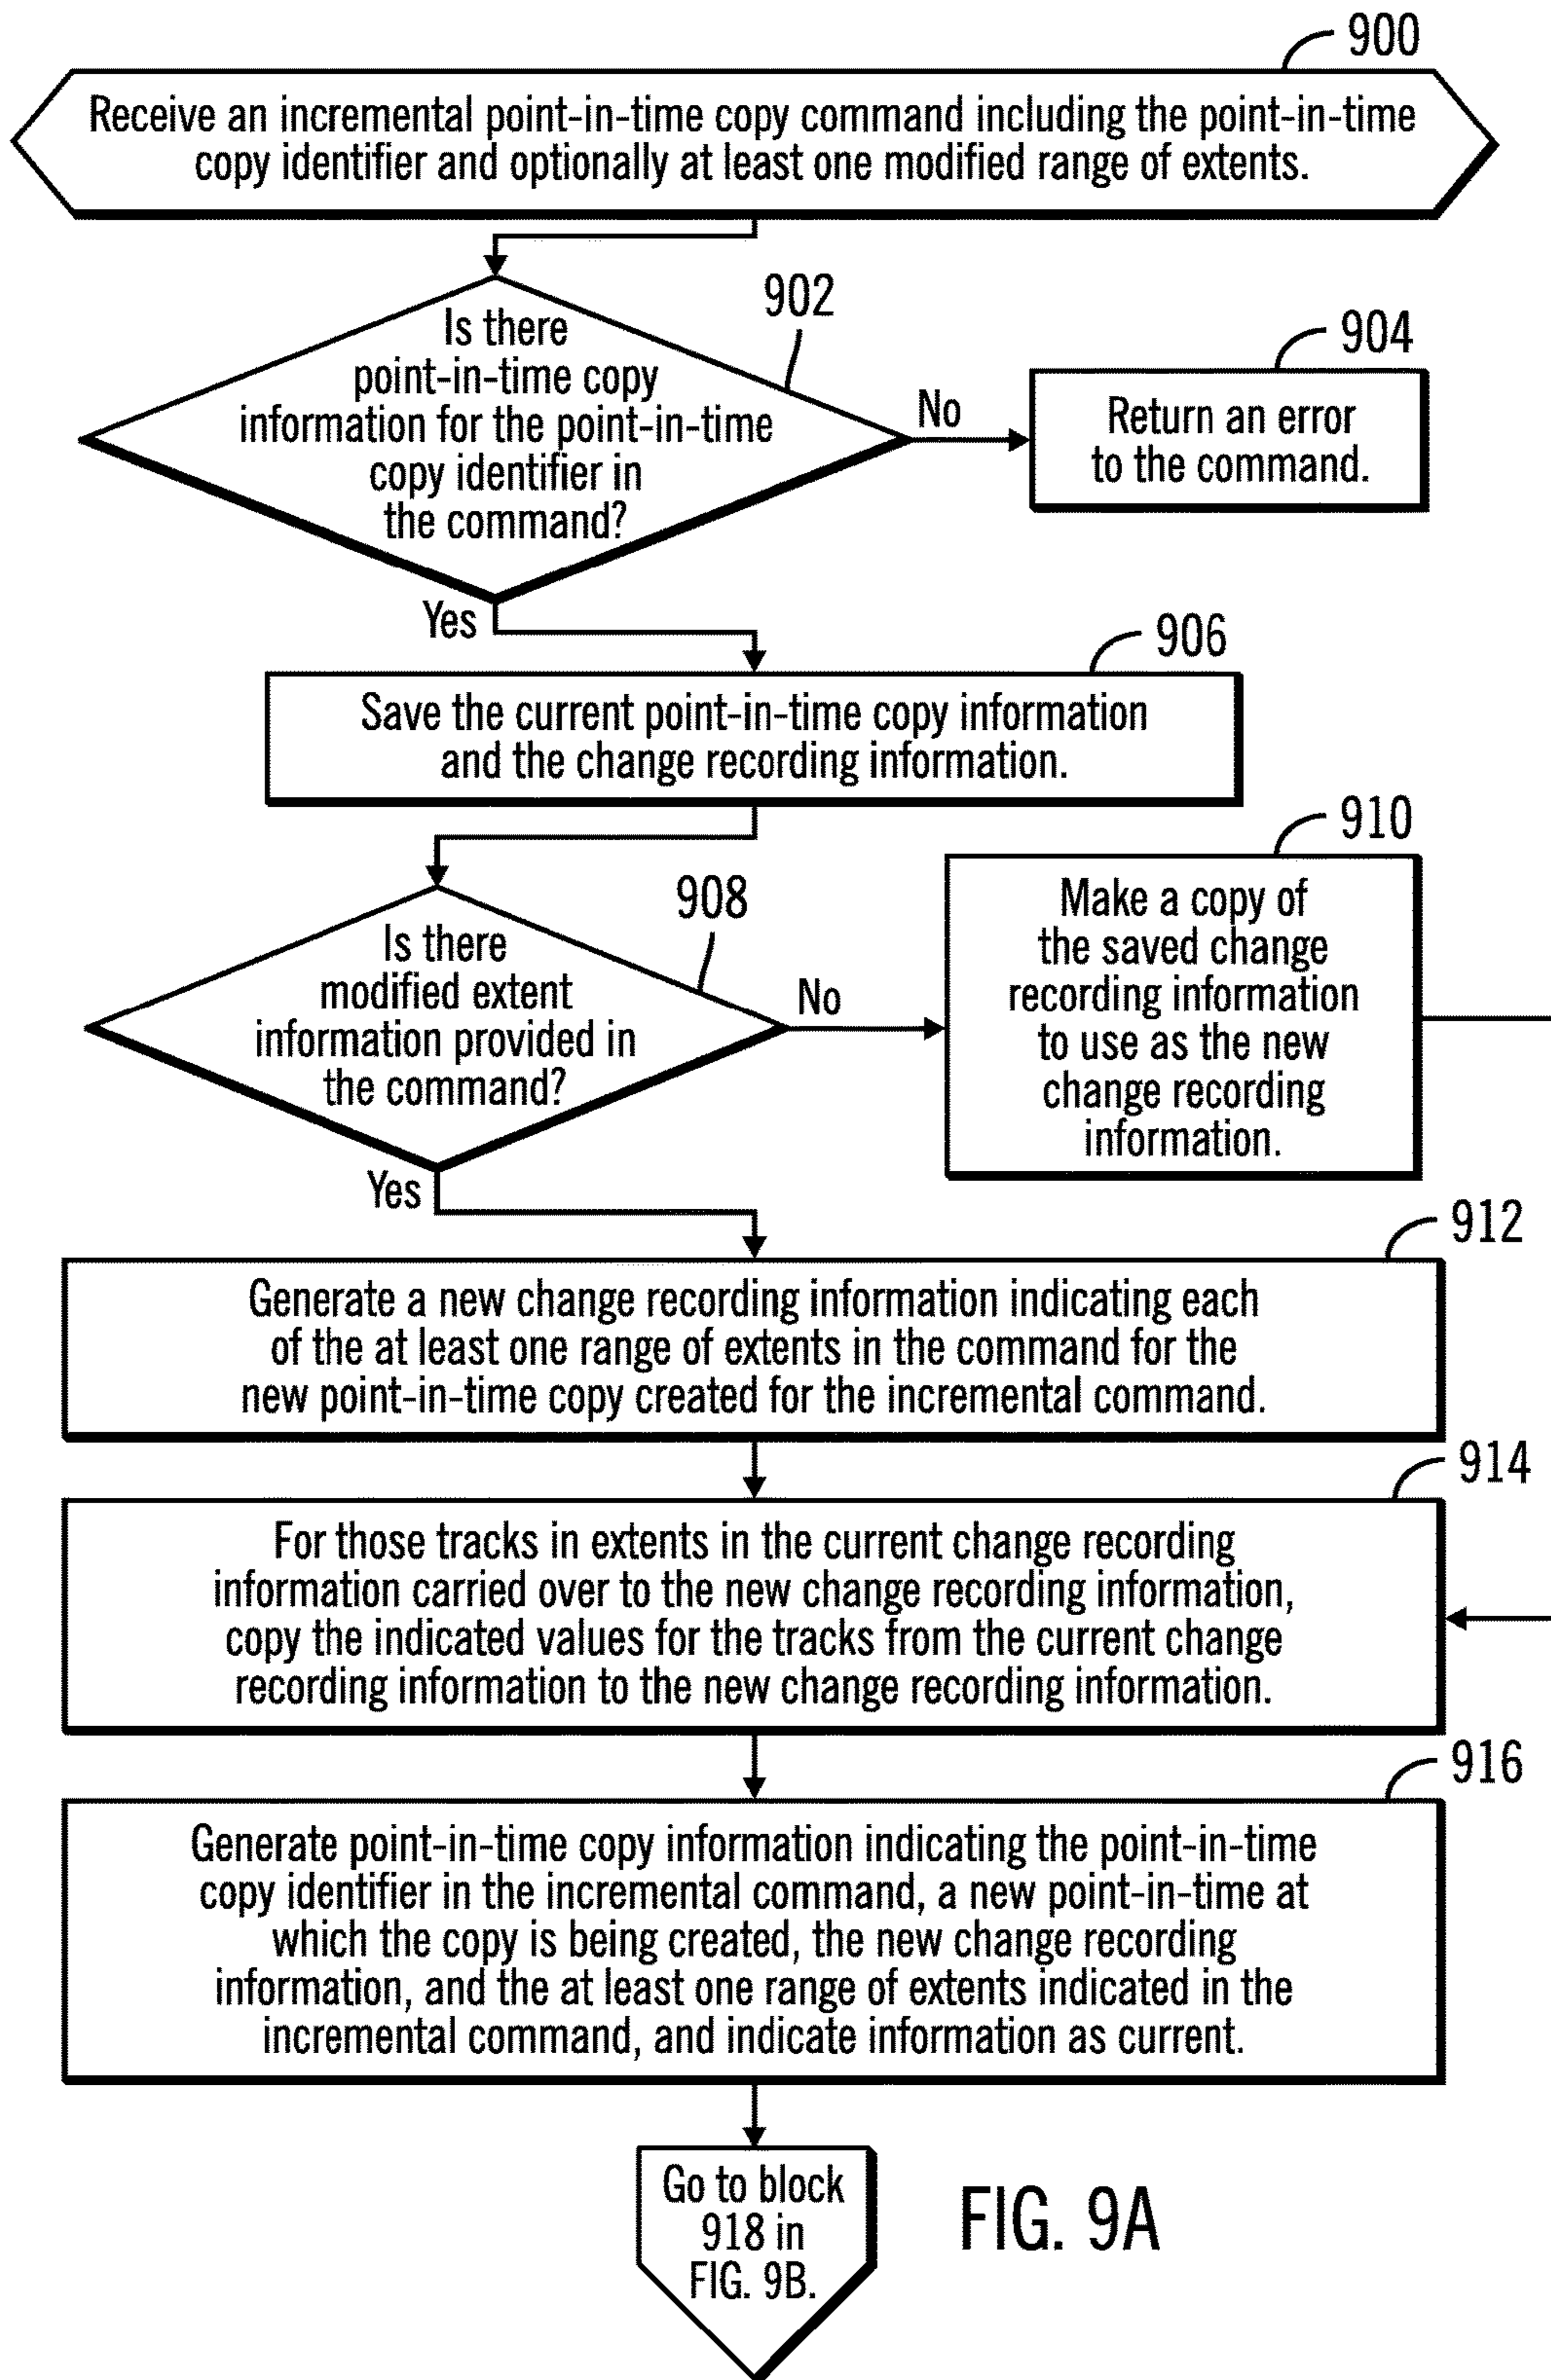 900
Receive an incremental point-in-time copy command including the point-in-time
copy identifier and optionally at least one modified range of extents.
902
Is there
point-in-time copy
information for the point-in-time
copy identifier in
the command?
No
904
Return an error
to the command.
Yes
906
Save the current point-in-time copy information
and the change recording information.
908
Is there
modified extent
information provided in
the command?
No
910
Make a copy of
the saved change
recording information
to use as the new
change recording
information.
Yes
912
Generate a new change recording information indicating each
of the at least one range of extents in the command for the
new point-in-time copy created for the incremental command.
914
For those tracks in extents in the current change recording
information carried over to the new change recording information,
copy the indicated values for the tracks from the current change
recording information to the new change recording information.
916
Generate point-in-time copy information indicating the point-in-time
copy identifier in the incremental command, a new point-in-time at
which the copy is being created, the new change recording
information, and the at least one range of extents indicated in the
incremental command, and indicate information as current.
Go to block
918 in
FIG. 9B.
FIG. 9A